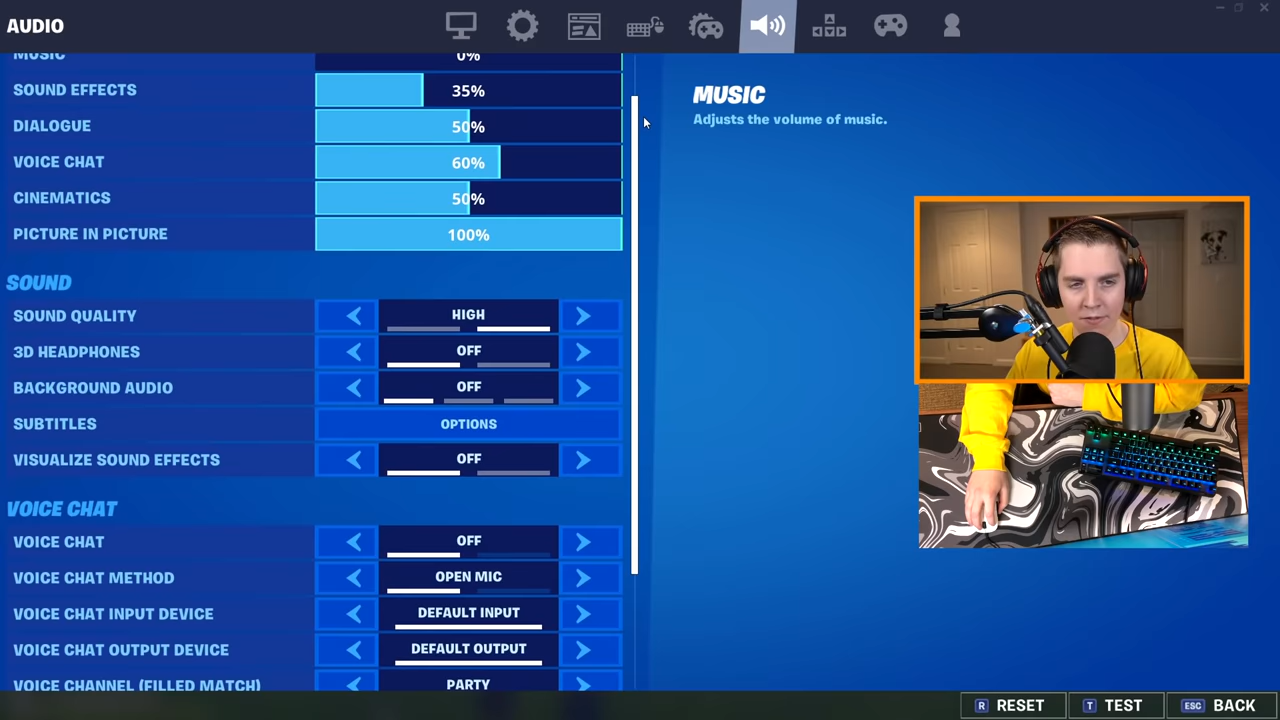 AUDIO
MUSIC 0%
SOUND EFFECTS 35%
DIALOGUE 50%
VOICE CHAT 60%
CINEMATICS 50%
PICTURE IN PICTURE 100%
SOUND
SOUND QUALITY HIGH
3D HEADPHONES OFF
BACKGROUND AUDIO OFF
SUBTITLES OPTIONS
VISUALIZE SOUND EFFECTS OFF
VOICE CHAT
VOICE CHAT OFF
VOICE CHAT METHOD OPEN MIC
VOICE CHAT INPUT DEVICE DEFAULT INPUT
VOICE CHAT OUTPUT DEVICE DEFAULT OUTPUT
VOICE CHANNEL (FILLED MATCH) PARTY
MUSIC
Adjusts the volume of music.
R RESET
T TEST
ESC BACK